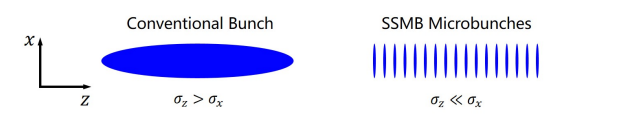 Conventional Bunch
SSMB Microbunches
x
z
σz > σx
σz ≪ σx